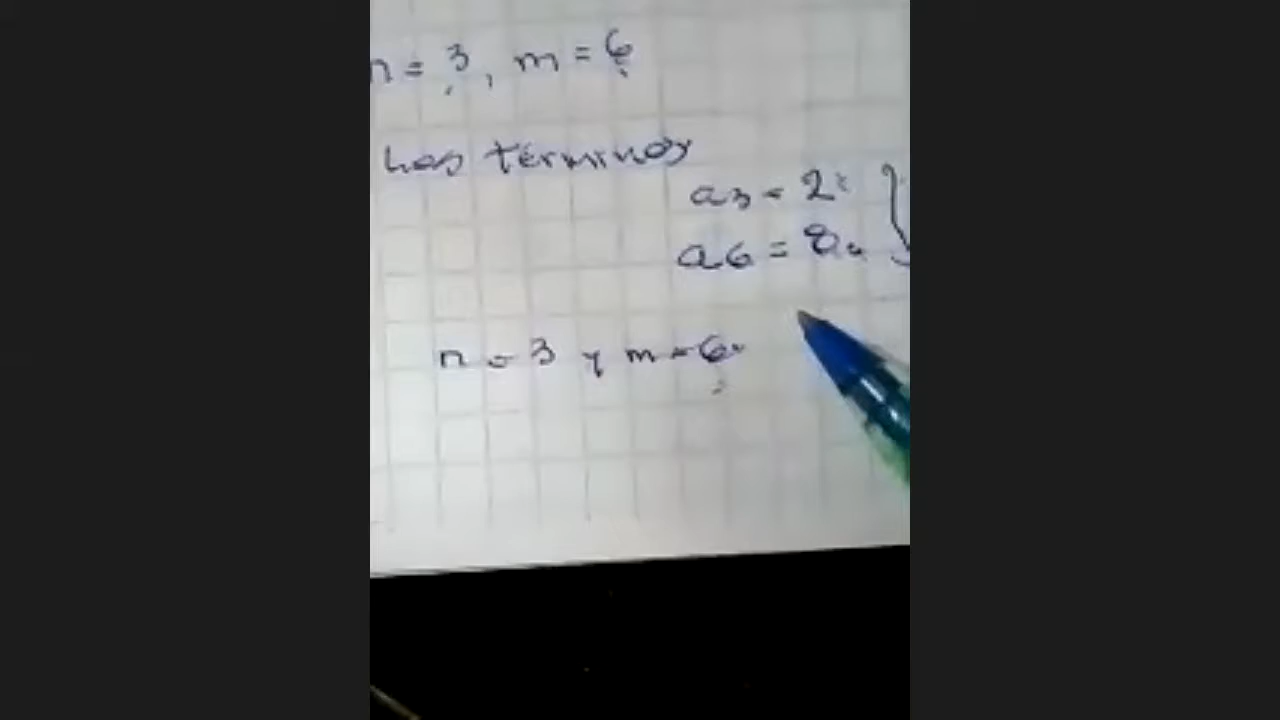 n = 3, m = 6
Los términos
a3 = 2
a6 = 8
n = 3 y m = 6